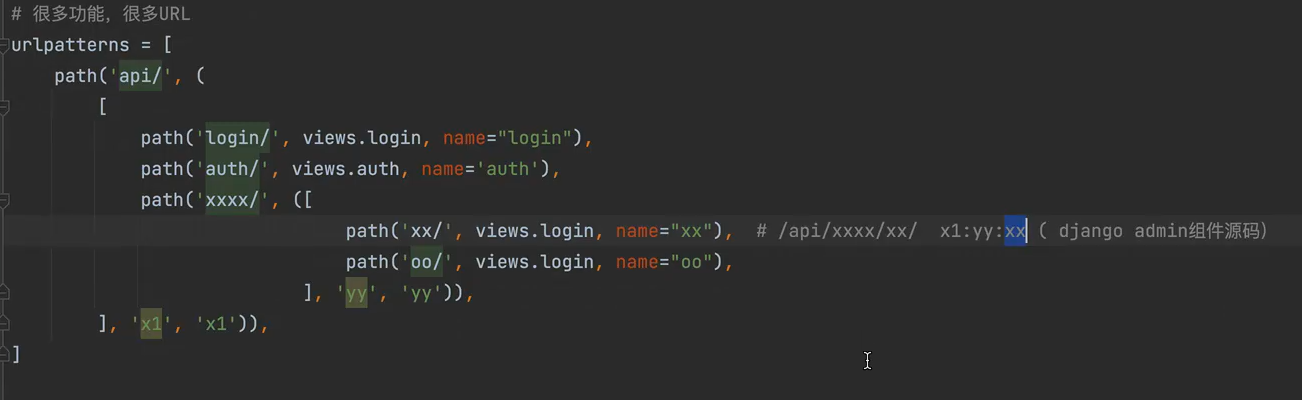 # 很多功能，很多URL
urlpatterns = [
    path('api/', (
        [
            path('login/', views.login, name="login"),
            path('auth/', views.auth, name='auth'),
            path('xxxx/', ([
                               path('xx/', views.login, name="xx"),  # /api/xxxx/xx/  x1:yy:xx ( django admin组件源码)
                               path('oo/', views.login, name="oo"),
                           ], 'yy', 'yy')),
        ], 'x1', 'x1')),
]